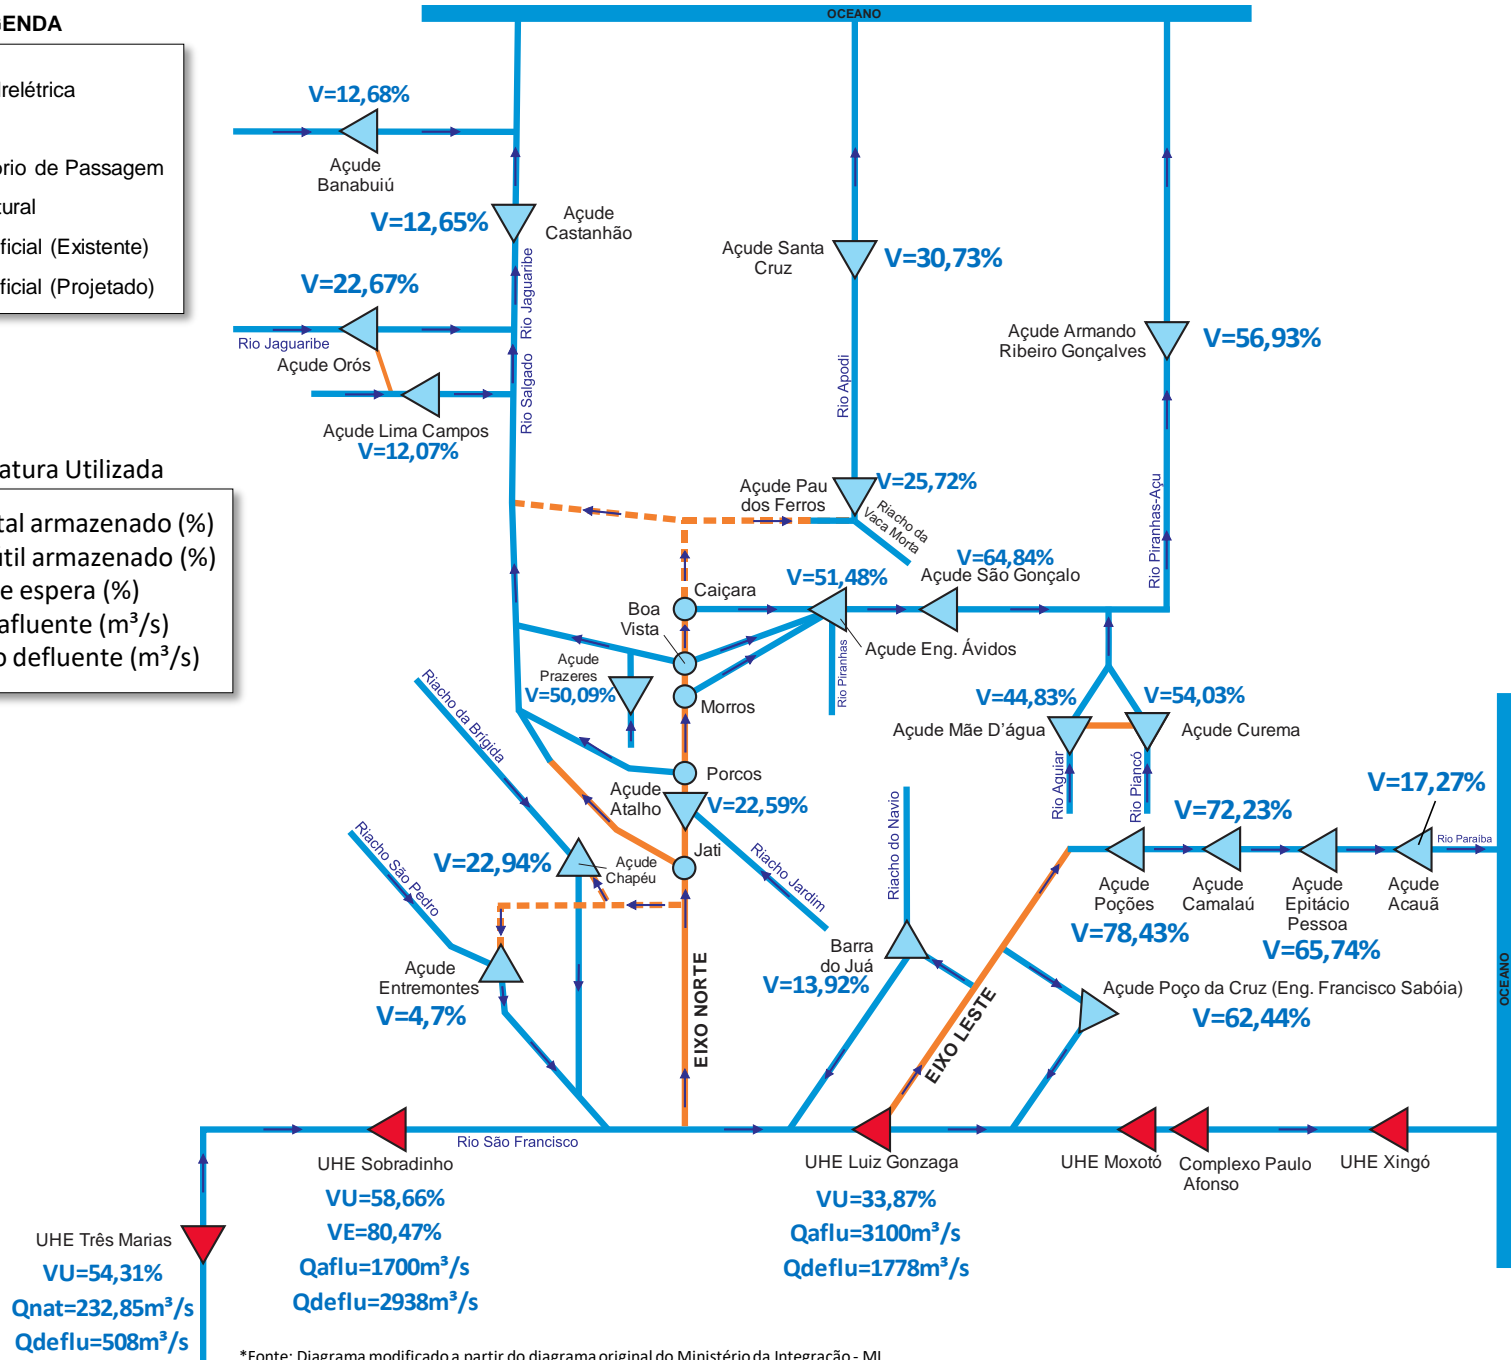 OCEANO
GENDA
drelétrica
ório de Passagem
tural
ificial (Existente)
ificial (Projetado)
V=12,68%
Açude
Banabuiú
V=12,65%
Açude
Castanhão
V=22,67%
Rio Jaguaribe
Açude Orós
Rio Jaguaribe
Rio Salgado
Açude Lima Campos
V=12,07%
Açude Santa
Cruz
V=30,73%
Rio Apodi
Açude Armando
Ribeiro Gonçalves
V=56,93%
Rio Piranhas-Açu
atura Utilizada
tal armazenado (%)
útil armazenado (%)
e espera (%)
afluente (m³/s)
o defluente (m³/s)
Açude Pau
dos Ferros
V=25,72%
Riacho da
Vaca Morta
V=64,84%
Açude São Gonçalo
V=51,48%
Açude Eng. Ávidos
Rio Piranhas
Caiçara
Boa
Vista
Morros
Açude
Prazeres
V=50,09%
Porcos
Açude
Atalho
V=22,59%
Jati
Riacho Jardim
Riacho da Brigida
V=22,94%
Açude
Chapéu
Riacho São Pedro
Açude
Entremontes
V=4,7%
V=44,83%
Açude Mãe D'água
V=54,03%
Açude Curema
Rio Aguiar
Rio Piancó
V=17,27%
V=72,23%
Rio Paraíba
Açude
Poções
V=78,43%
Açude
Camalaú
Açude
Epitácio
Pessoa
V=65,74%
Açude
Acauã
Riacho do Navio
Barra
do Juá
V=13,92%
EIXO NORTE
EIXO LESTE
Açude Poço da Cruz (Eng. Francisco Sabóia)
V=62,44%
OCEANO
Rio São Francisco
UHE Sobradinho
VU=58,66%
VE=80,47%
Qaflu=1700m³/s
Qdeflu=2938m³/s
UHE Luiz Gonzaga
VU=33,87%
Qaflu=3100m³/s
Qdeflu=1778m³/s
UHE Moxotó
Complexo Paulo
Afonso
UHE Xingó
UHE Três Marias
VU=54,31%
Qnat=232,85m³/s
Qdeflu=508m³/s
*Fonte: Diagrama modificado a partir do diagrama original do Ministério da Integração - MI